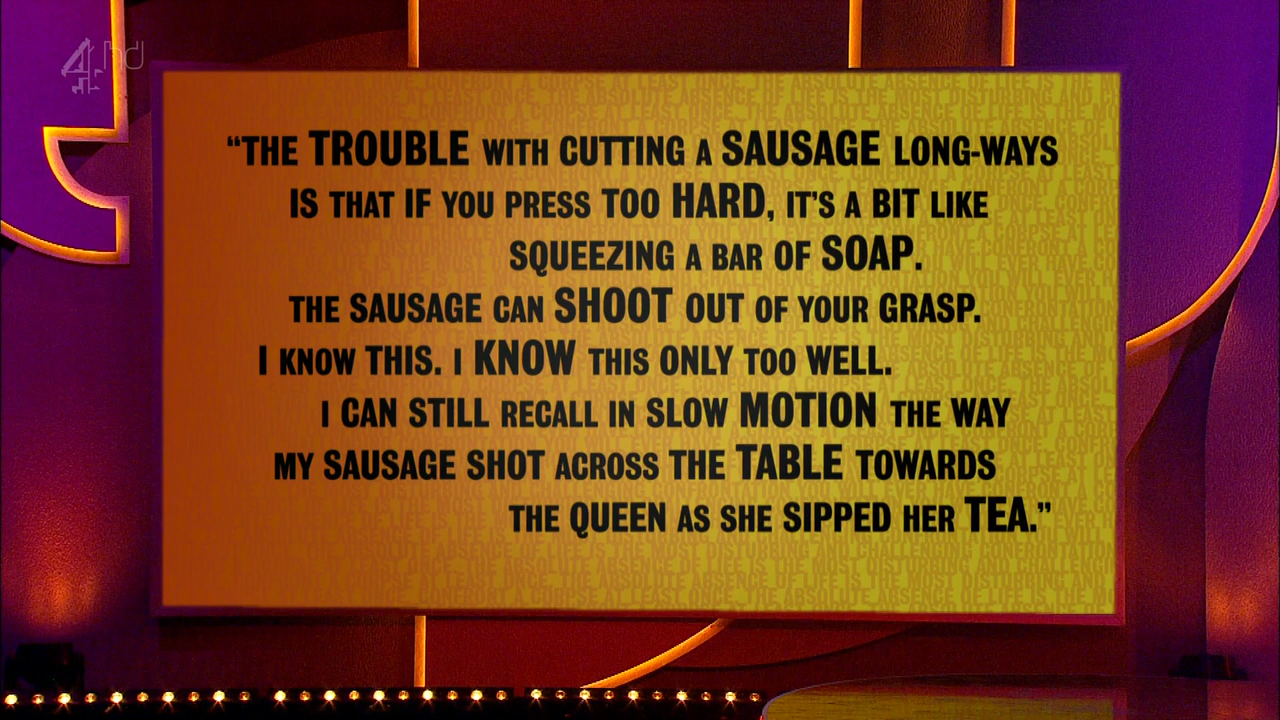 4hd
“THE TROUBLE WITH CUTTING A SAUSAGE LONG-WAYS
IS THAT IF YOU PRESS TOO HARD, IT'S A BIT LIKE
SQUEEZING A BAR OF SOAP.
THE SAUSAGE CAN SHOOT OUT OF YOUR GRASP.
I KNOW THIS. I KNOW THIS ONLY TOO WELL.
I CAN STILL RECALL IN SLOW MOTION THE WAY
MY SAUSAGE SHOT ACROSS THE TABLE TOWARDS
THE QUEEN AS SHE SIPPED HER TEA.”